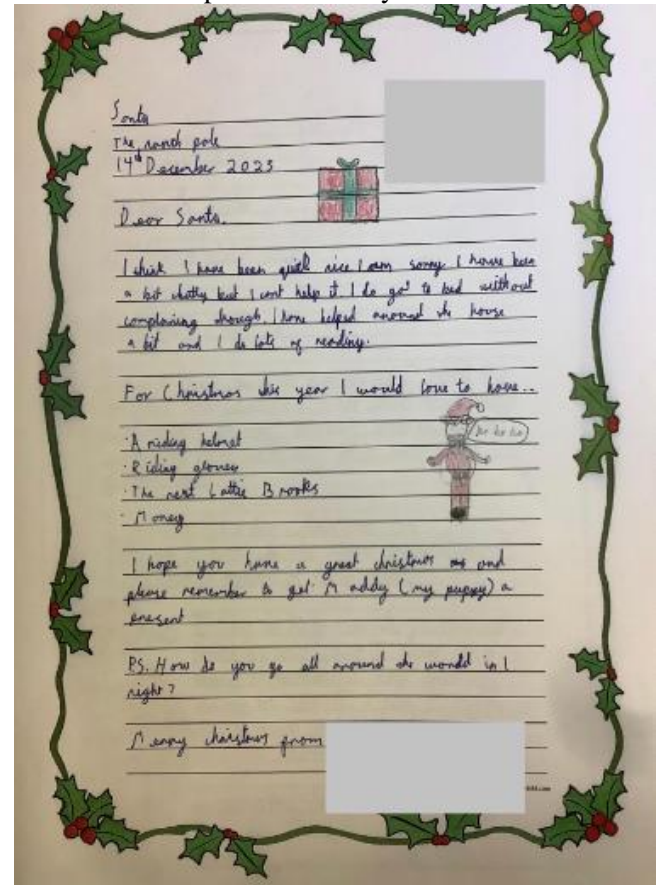 Santa
The north pole
14th December 2023
Dear Santa.
I think I have been quite nice I am sorry I have been
a bit chatty but I cant help it. I do go to bed without
complaining though. I have helped around the house
a bit and I do lots of reading.
For Christmas this year I would love to have..
· A riding helmet
· Riding gloves
· The next Lottie Brooks
· Money
Ho ho ho
I hope you have a great christmas and
please remember to get Maddy (my puppy) a
present
PS. How do you go all around the world in 1
night?
Merry christmas from